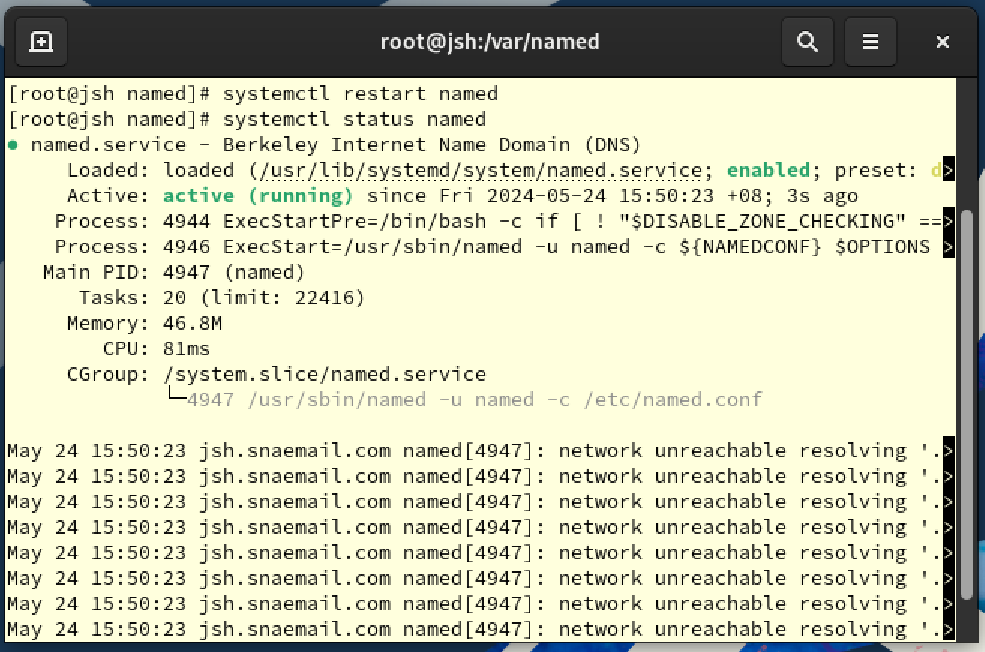 root@jsh:/var/named
[root@jsh named]# systemctl restart named
[root@jsh named]# systemctl status named
● named.service - Berkeley Internet Name Domain (DNS)
     Loaded: loaded (/usr/lib/systemd/system/named.service; enabled; preset: d>
     Active: active (running) since Fri 2024-05-24 15:50:23 +08; 3s ago
    Process: 4944 ExecStartPre=/bin/bash -c if [ ! "$DISABLE_ZONE_CHECKING" ==>
    Process: 4946 ExecStart=/usr/sbin/named -u named -c ${NAMEDCONF} $OPTIONS >
   Main PID: 4947 (named)
      Tasks: 20 (limit: 22416)
     Memory: 46.8M
        CPU: 81ms
     CGroup: /system.slice/named.service
             └─4947 /usr/sbin/named -u named -c /etc/named.conf
May 24 15:50:23 jsh.snaemail.com named[4947]: network unreachable resolving '.>
May 24 15:50:23 jsh.snaemail.com named[4947]: network unreachable resolving '.>
May 24 15:50:23 jsh.snaemail.com named[4947]: network unreachable resolving '.>
May 24 15:50:23 jsh.snaemail.com named[4947]: network unreachable resolving '.>
May 24 15:50:23 jsh.snaemail.com named[4947]: network unreachable resolving '.>
May 24 15:50:23 jsh.snaemail.com named[4947]: network unreachable resolving '.>
May 24 15:50:23 jsh.snaemail.com named[4947]: network unreachable resolving '.>
May 24 15:50:23 jsh.snaemail.com named[4947]: network unreachable resolving '.>